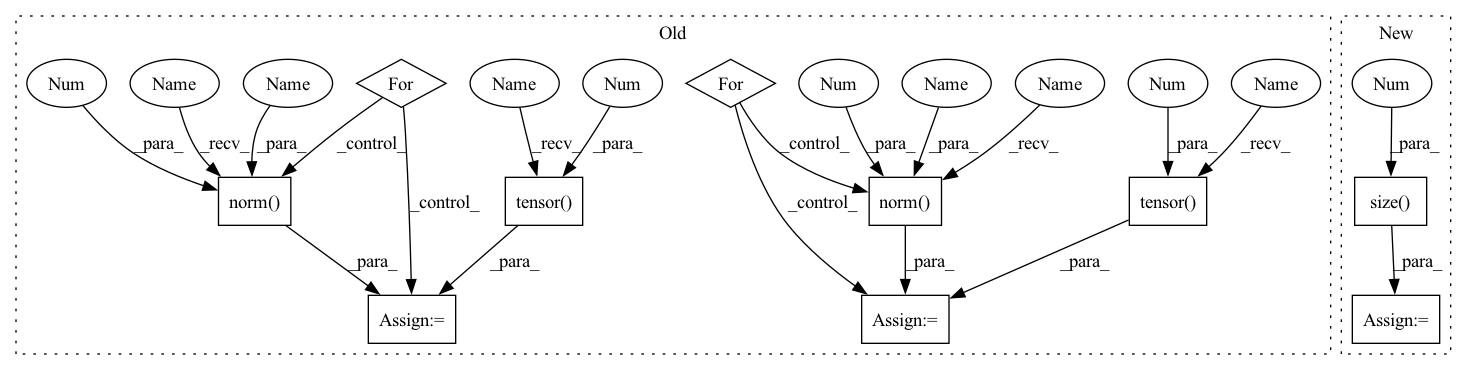 Old New
Num Name Name For Name Num For Num Name Name Num Name Num
_para_ _recv_ _para_ _control_ _recv_ _para_ _control_ _para_ _para_ _recv_ _para_ _recv_ _para_
norm() tensor() norm() tensor() size()
_control_ _control_
_para_ _para_ _para_ _para_ _para_
Assign:= Assign:= Assign:=